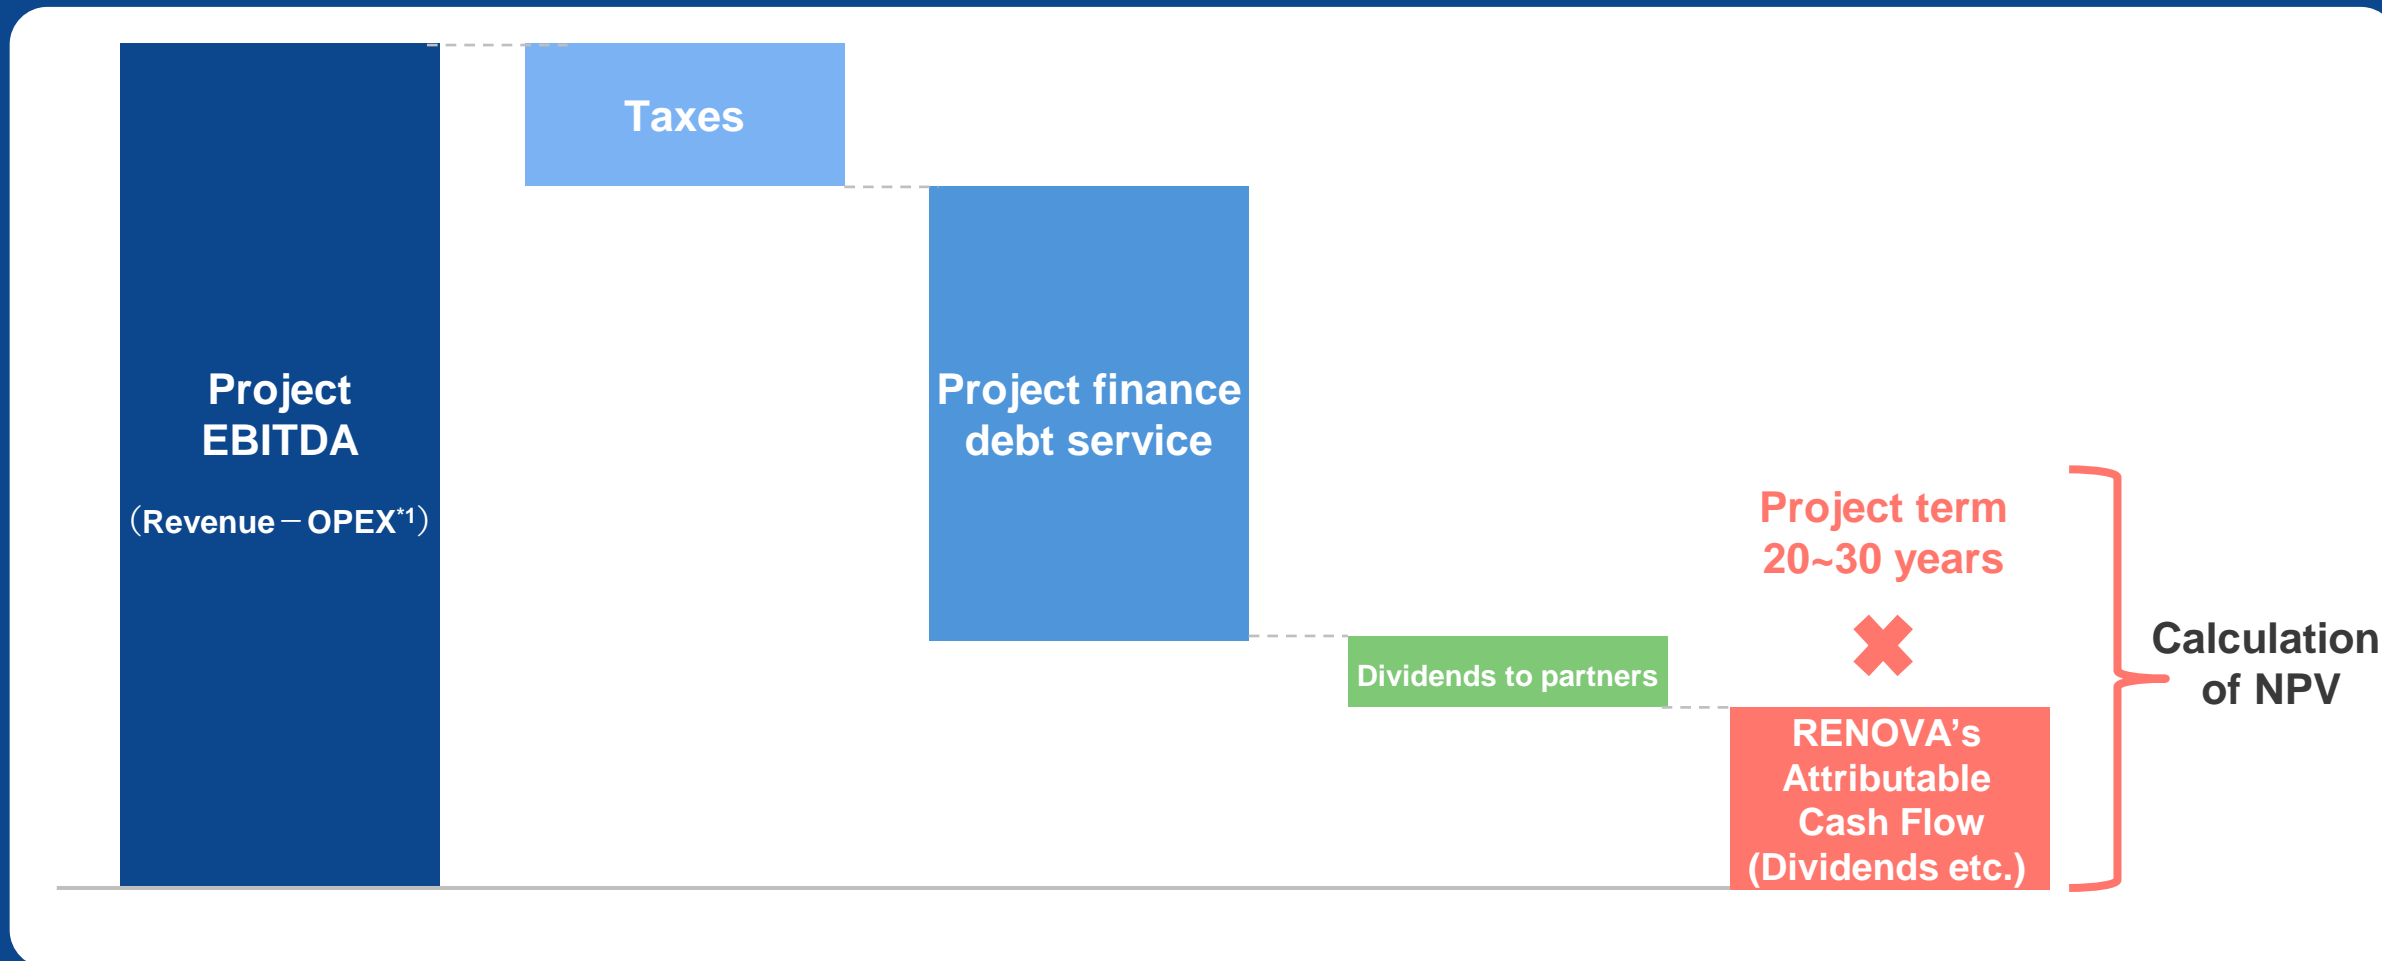 Taxes
Project
EBITDA
（Revenue－OPEX*1）
Project finance
debt service
Dividends to partners
Project term
20~30 years
RENOVA’s
Attributable
Cash Flow
(Dividends etc.)
Calculation
of NPV